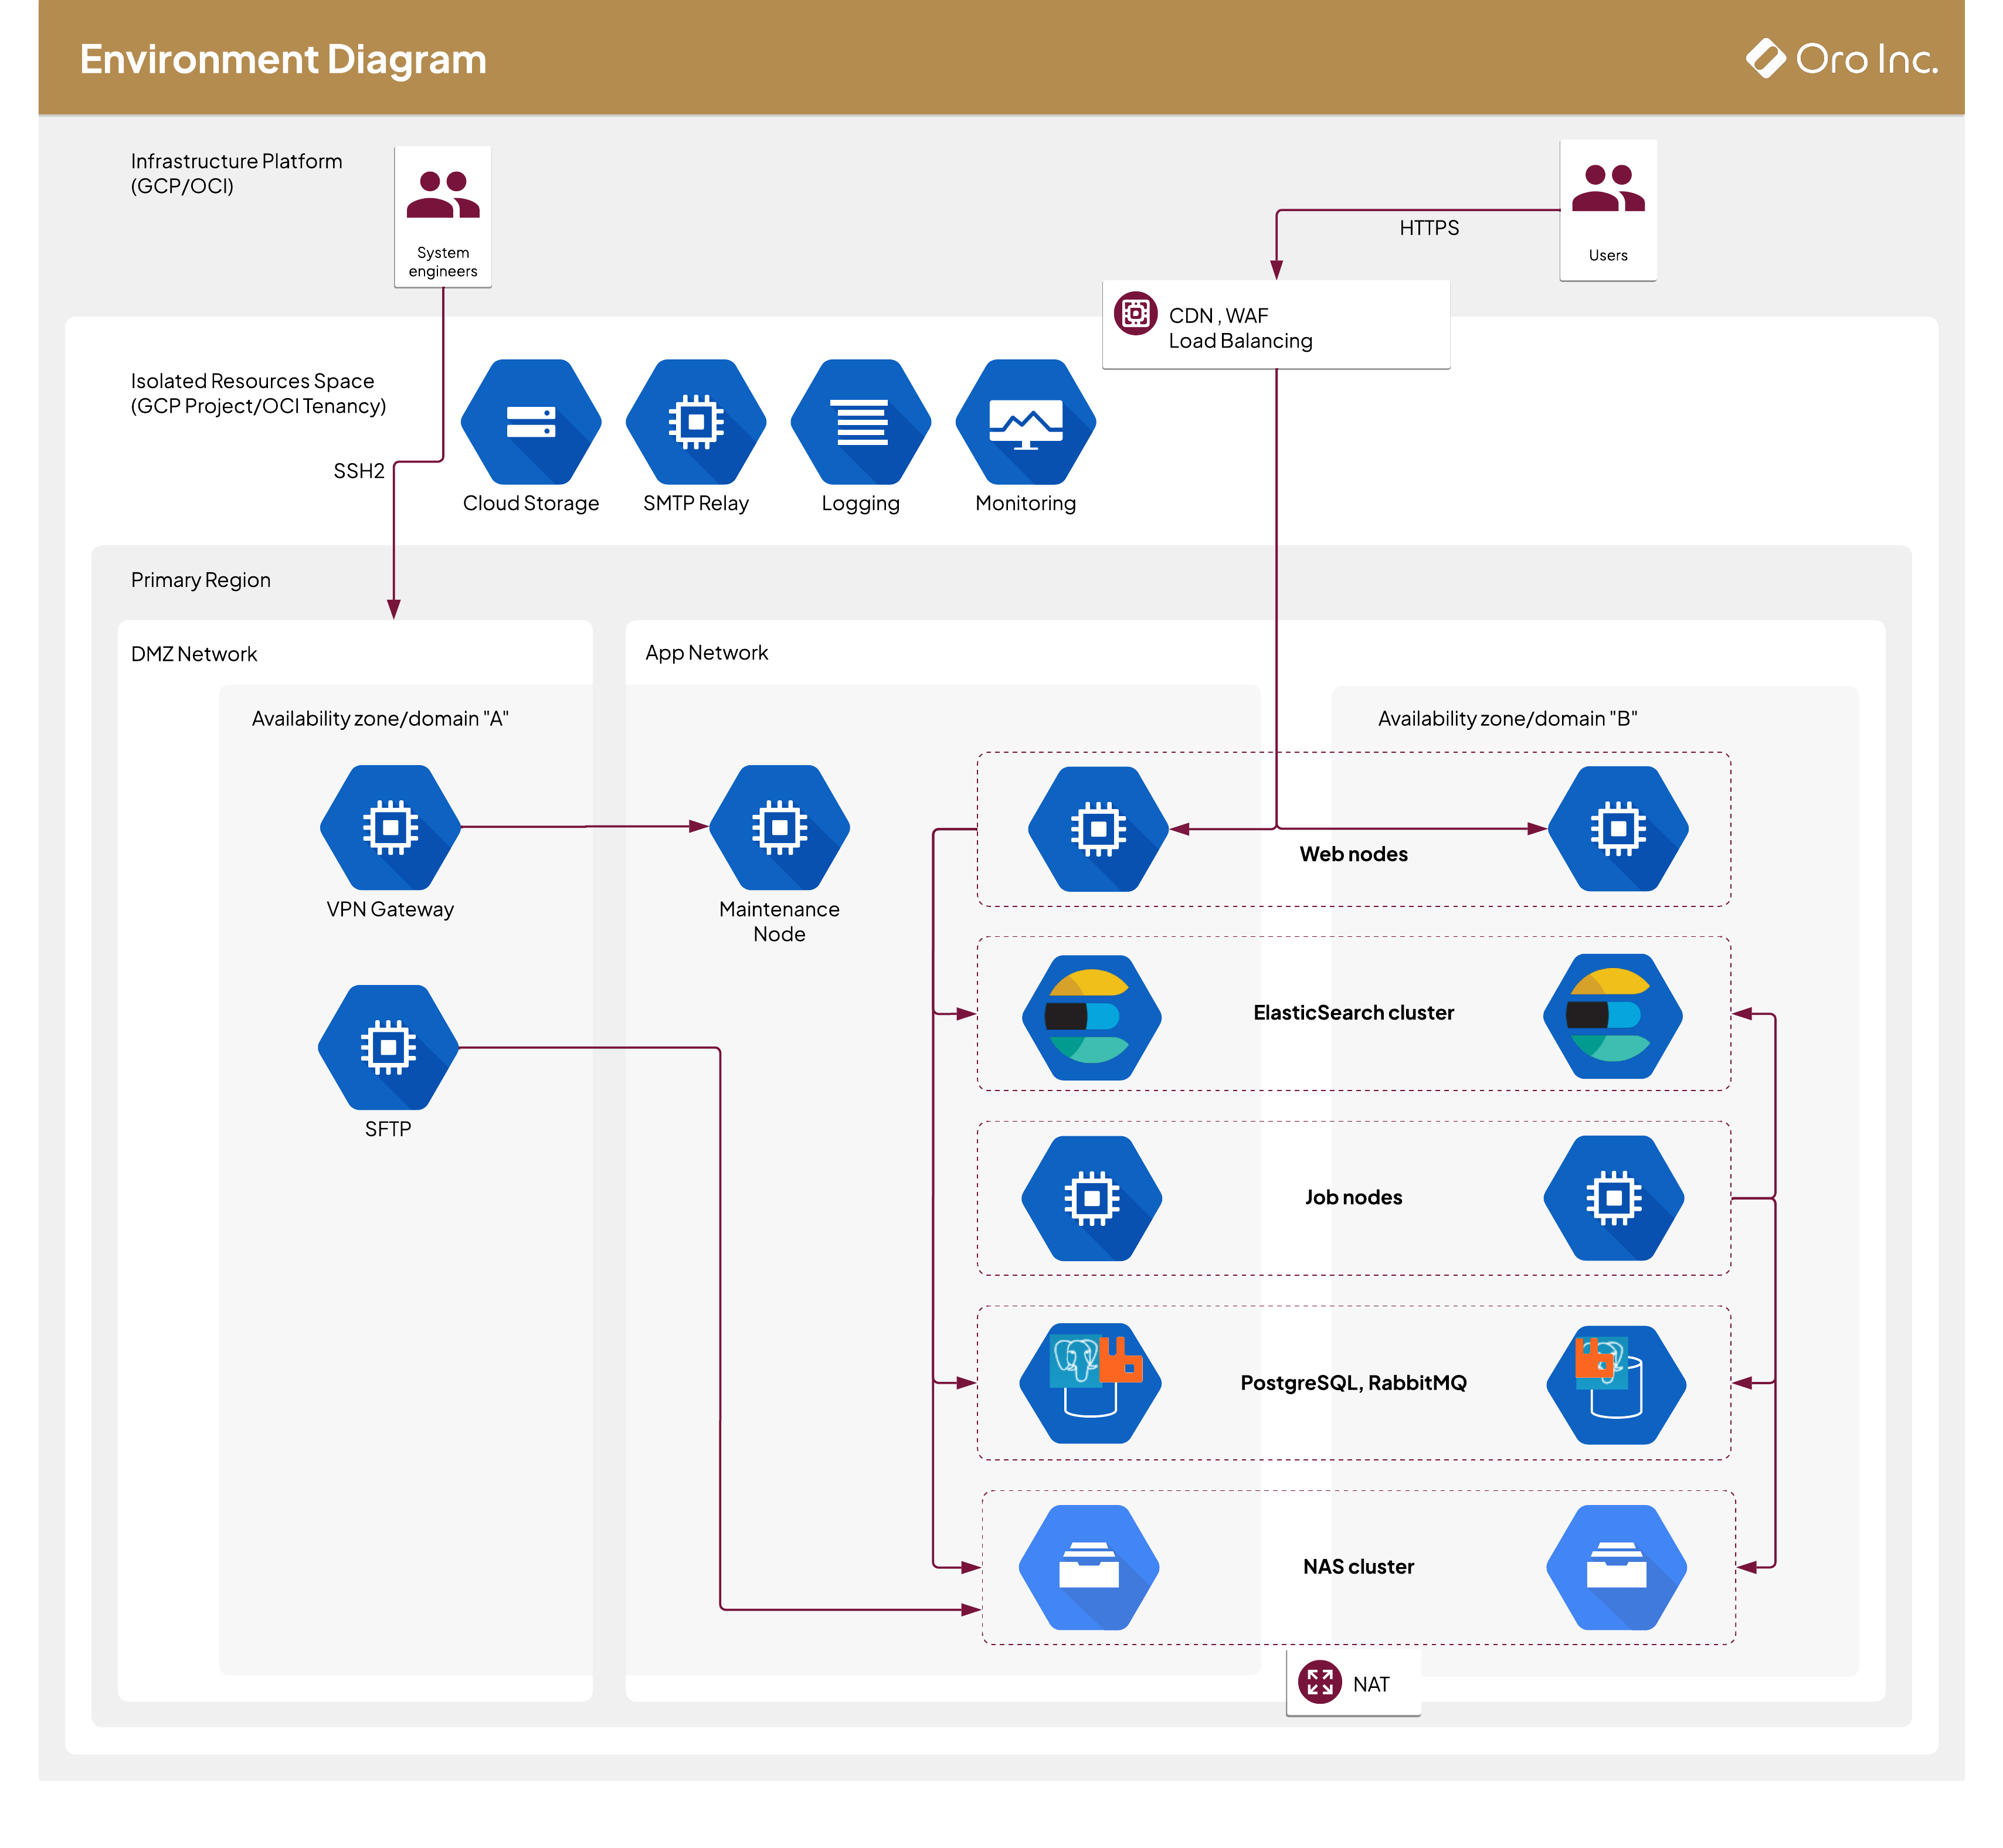 Environment Diagram
Oro Inc.
Infrastructure Platform
(GCP/OCI)
System
engineers
HTTPS
Users
CDN , WAF
Load Balancing
Isolated Resources Space
(GCP Project/OCI Tenancy)
SSH2
Cloud Storage
SMTP Relay
Logging
Monitoring
Primary Region
DMZ Network
App Network
Availability zone/domain "A"
Availability zone/domain "B"
Web nodes
VPN Gateway
Maintenance
Node
ElasticSearch cluster
SFTP
Job nodes
PostgreSQL, RabbitMQ
NAS cluster
NAT